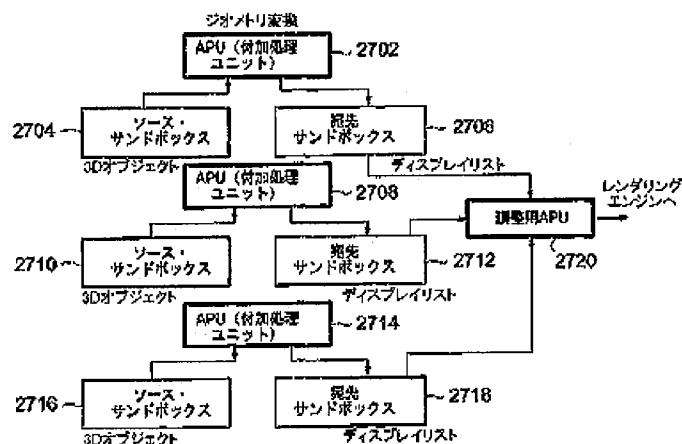 ジオメトリ変換
APU（付加処理
ユニット）
2702
2704
ソース・
サンドボックス
3Dオブジェクト
宛先
サンドボックス
2706
ディスプレイリスト
APU（付加処理
ユニット）
2708
2710
ソース・
サンドボックス
3Dオブジェクト
宛先
サンドボックス
2712
ディスプレイリスト
調整用APU
2720
レンダリング
エンジンへ
APU（付加処理
ユニット）
2714
2716
ソース・
サンドボックス
3Dオブジェクト
宛先
サンドボックス
2718
ディスプレイリスト